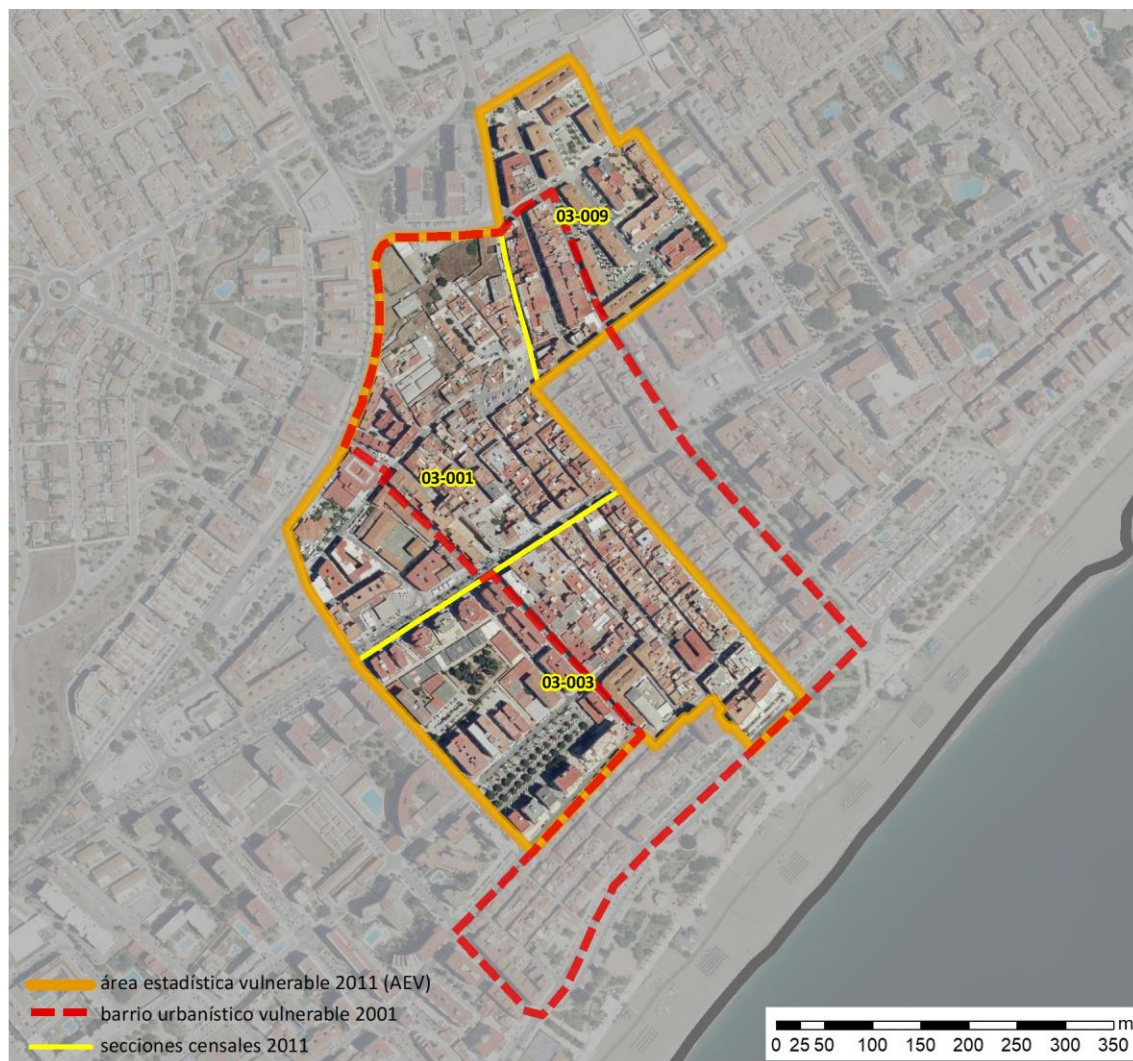 03-009
03-001
03-003
área estadística vulnerable 2011 (AEV)
barrio urbanístico vulnerable 2001
secciones censales 2011
m
0 25 50 100 150 200 250 300 350